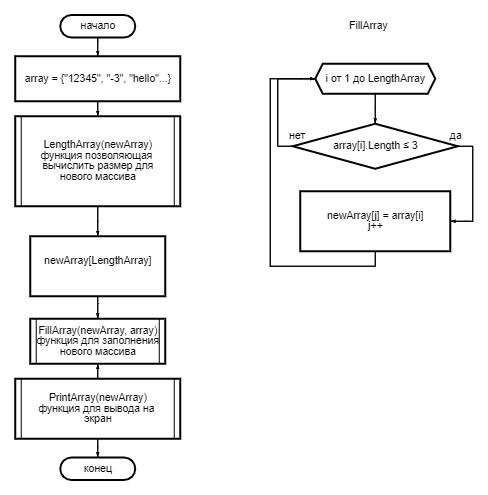 начало
array = {"12345", "-3", "hello"...}
LengthArray(newArray)
функция позволяющая
вычислить размер для
нового массива
newArray[LengthArray]
FillArray(newArray, array)
функция для заполнения
нового массива
PrintArray(newArray)
функция для вывода на
экран
конец
FillArray
i от 1 до LengthArray
нет
да
array[i].Length ≤ 3
newArray[j] = array[i]
j++